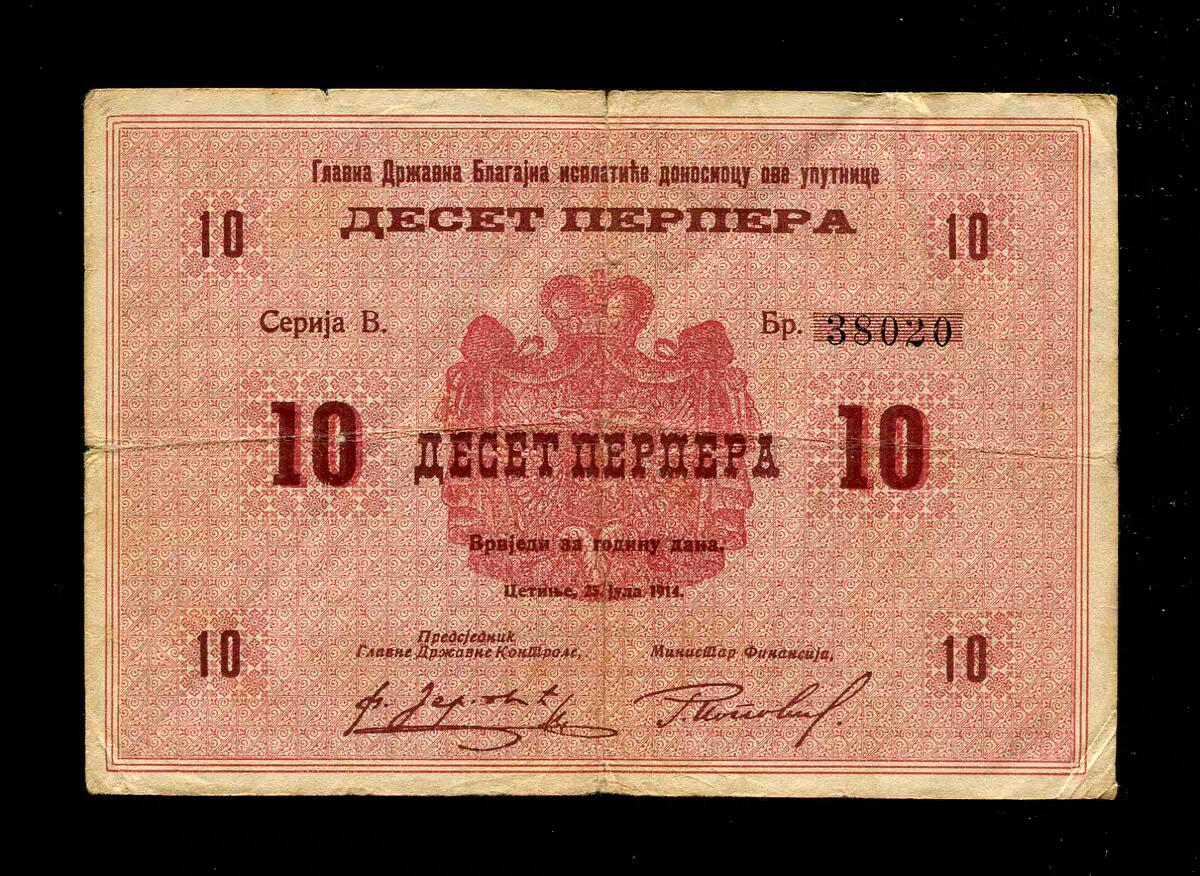 Главна Државна Благајна исплатиће доносиоцу ове упутнице
ДЕСЕТ ПЕРПЕРА
10 10
Серија В. Бр. 38020
10 ДЕСЕТ ПЕРПЕРА 10
Вриједи за годину дана.
Цетиње, 25. јула 1914.
10 10
Предсједник
Главне Државне Контроле, Министар Финансија,